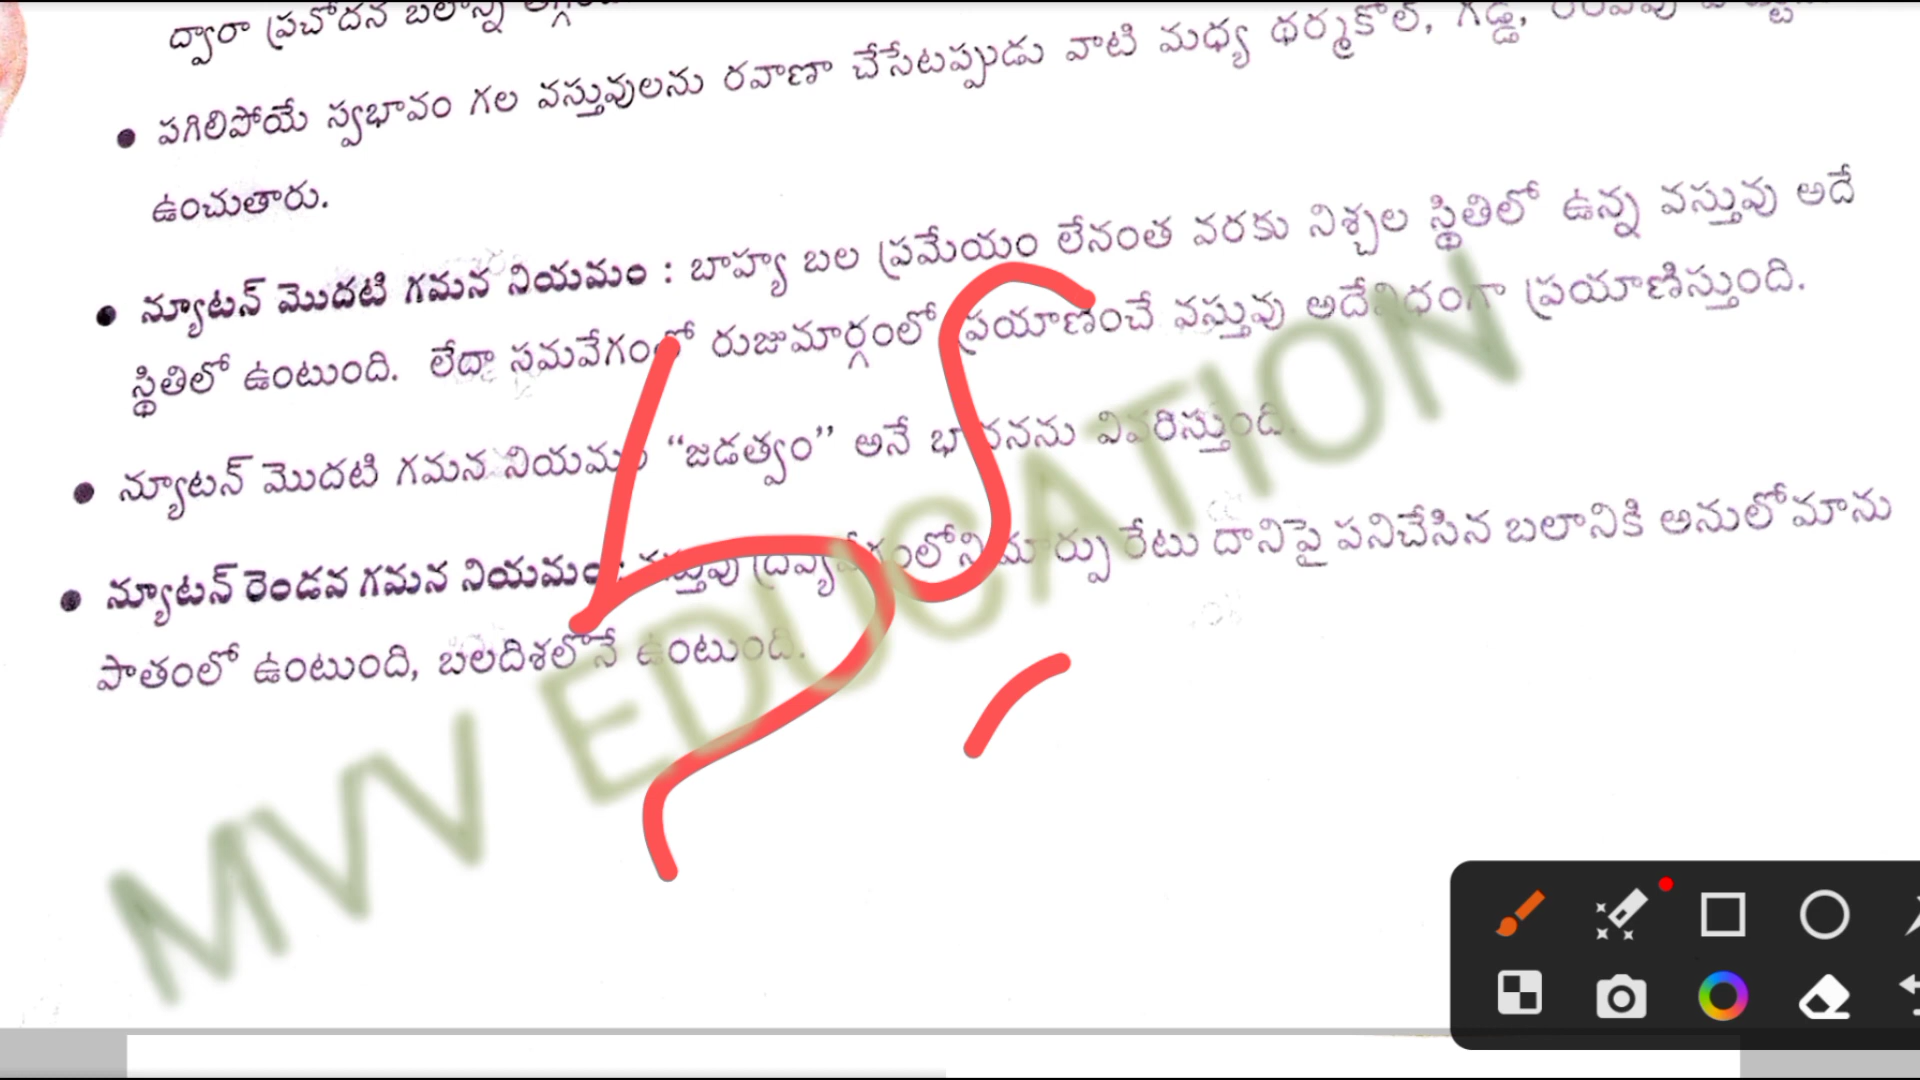 ద్వారా ప్రచోదన బలాన్ని
పగిలిపోయే స్వభావం గల వస్తువులను రవాణా చేసేటప్పుడు వాటి మధ్య థర్మకోల్, గడ్డి,
ఉంచుతారు.
న్యూటన్ మొదటి గమన నియమం : బాహ్య బల ప్రమేయం లేనంత వరకు నిశ్చల స్థితిలో ఉన్న వస్తువు అదే
స్థితిలో ఉంటుంది. లేదా సమవేగంతో రుజుమార్గంలో ప్రయాణించే వస్తువు అదేవిధంగా ప్రయాణిస్తుంది.
న్యూటన్ మొదటి గమన నియమం “జడత్వం” అనే భావనను వివరిస్తుంది.
న్యూటన్ రెండవ గమన నియమం : వస్తువు ద్రవ్యవేగంలోని మార్పు రేటు దానిపై పనిచేసిన బలానికి అనులోమాను
పాతంలో ఉంటుంది, బలదిశలోనే ఉంటుంది.
MVV EDUCATION